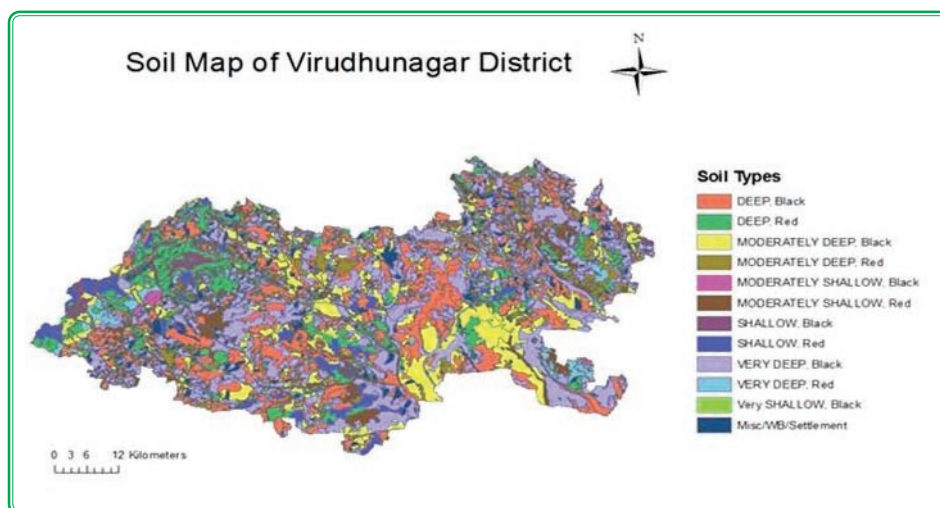 Soil Map of Virudhunagar District
N
Soil Types
DEEP, Black
DEEP, Red
MODERATELY DEEP, Black
MODERATELY DEEP, Red
MODERATELY SHALLOW, Black
MODERATELY SHALLOW, Red
SHALLOW, Black
SHALLOW, Red
VERY DEEP, Black
VERY DEEP, Red
Very SHALLOW, Black
Misc/WB/Settlement
0 3 6 12 Kilometers